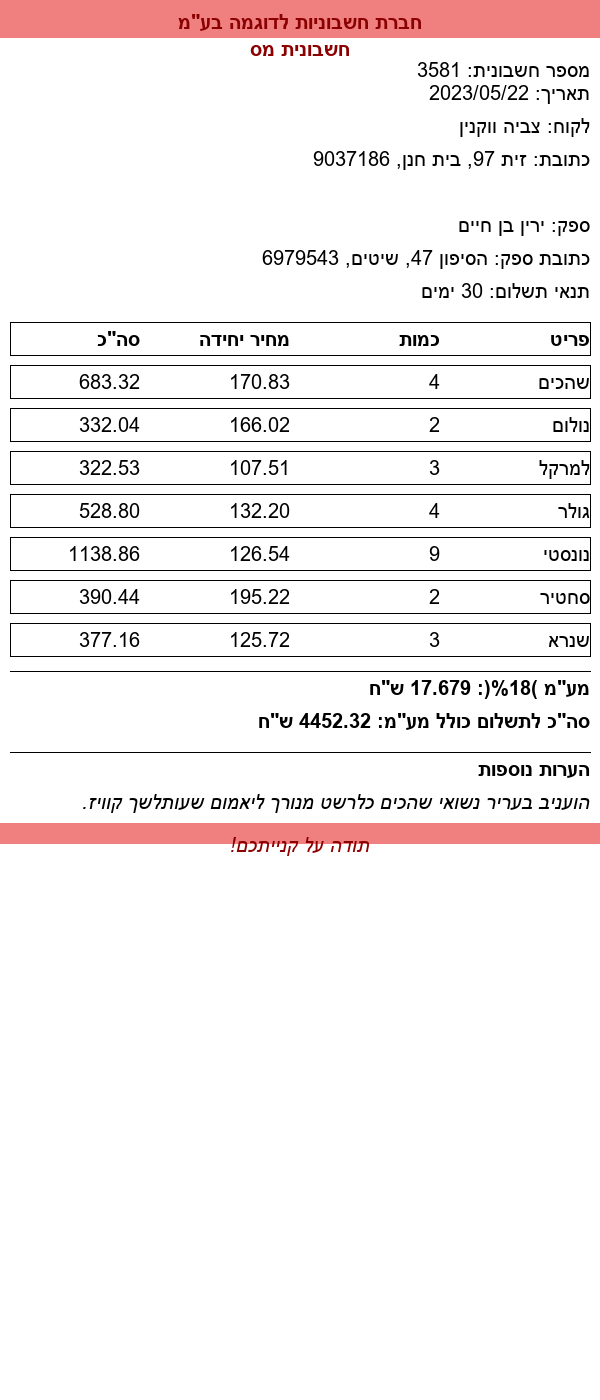 חברת חשבוניות לדוגמה בע"מ
חשבונית מס
מספר חשבונית: 3581
תאריך: 2023/05/22
לקוח: צביה ווקנין
כתובת: זית 97, בית חנן, 9037186
ספק: ירין בן חיים
כתובת ספק: הסיפון 47, שיטים, 6979543
תנאי תשלום: 30 ימים
פריט כמות מחיר יחידה סה"כ
שהכים 4 170.83 683.32
נולום 2 166.02 332.04
למרקל 3 107.51 322.53
גולר 4 132.20 528.80
נונסטי 9 126.54 1138.86
סחטיר 2 195.22 390.44
שנרא 3 125.72 377.16
מע"מ )18%(: 17.679 ש"ח
סה"כ לתשלום כולל מע"מ: 4452.32 ש"ח
הערות נוספות
הועניב בעריר נשואי שהכים כלרשט מנורך ליאמום שעותלשך קוויז.
תודה על קנייתכם!